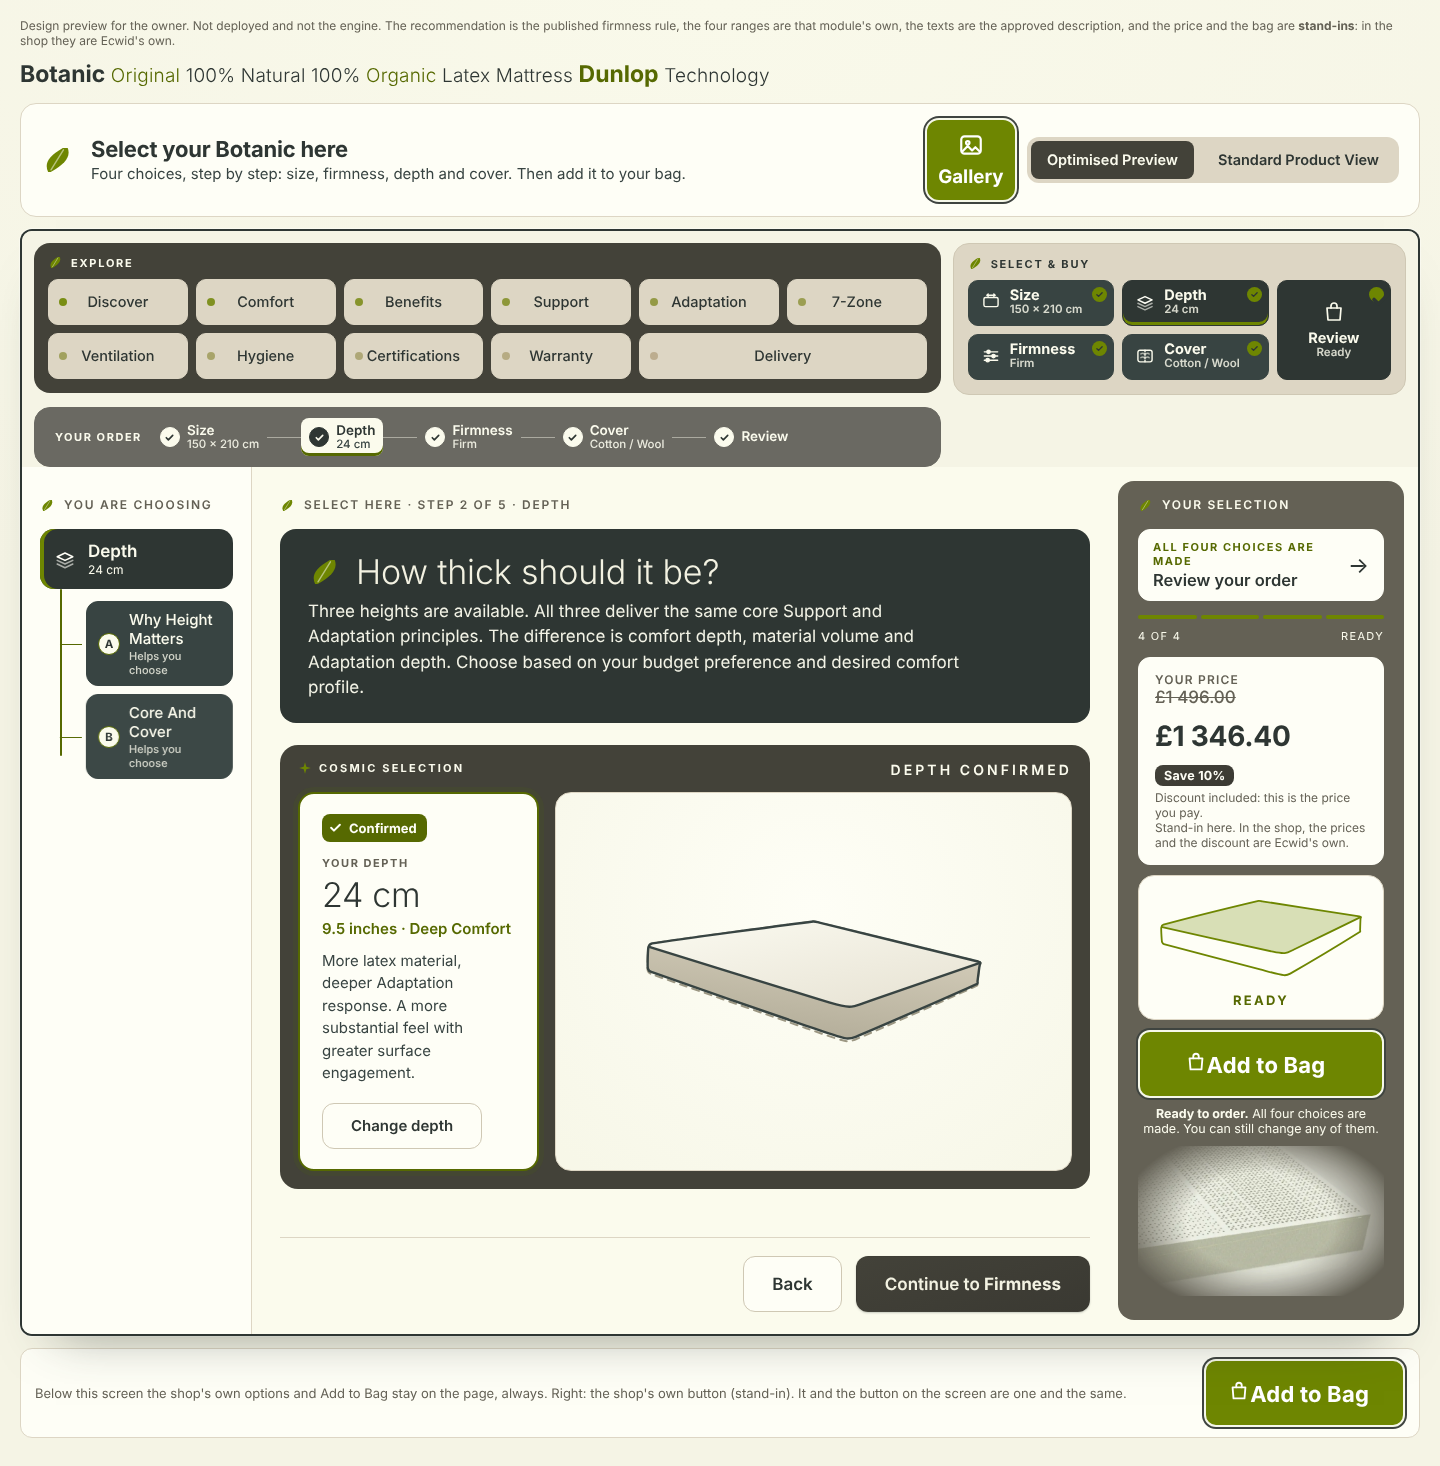 Design preview for the owner. Not deployed and not the engine. The recommendation is the published firmness rule, the four ranges are that module's own, the texts are the approved description, and the price and the bag are stand-ins: in the
shop they are Ecwid's own.
Botanic Original 100% Natural 100% Organic Latex Mattress Dunlop Technology
Select your Botanic here
Four choices, step by step: size, firmness, depth and cover. Then add it to your bag.
Gallery
Optimised Preview
Standard Product View
EXPLORE
Discover
Comfort
Benefits
Support
Adaptation
7-Zone
Ventilation
Hygiene
Certifications
Warranty
Delivery
SELECT & BUY
Size
150 × 210 cm
Depth
24 cm
Firmness
Firm
Cover
Cotton / Wool
Review
Ready
YOUR ORDER
Size
150 × 210 cm
Depth
24 cm
Firmness
Firm
Cover
Cotton / Wool
Review
YOU ARE CHOOSING
Depth
24 cm
A
Why Height
Matters
Helps you
choose
B
Core And
Cover
Helps you
choose
SELECT HERE · STEP 2 OF 5 · DEPTH
How thick should it be?
Three heights are available. All three deliver the same core Support and
Adaptation principles. The difference is comfort depth, material volume and
Adaptation depth. Choose based on your budget preference and desired comfort
profile.
COSMIC SELECTION
DEPTH CONFIRMED
Confirmed
YOUR DEPTH
24 cm
9.5 inches · Deep Comfort
More latex material,
deeper Adaptation
response. A more
substantial feel with
greater surface
engagement.
Change depth
Back
Continue to Firmness
YOUR SELECTION
ALL FOUR CHOICES ARE
MADE
Review your order
4 OF 4
READY
YOUR PRICE
£1 496.00
£1 346.40
Save 10%
Discount included: this is the price
you pay.
Stand-in here. In the shop, the prices
and the discount are Ecwid's own.
READY
Add to Bag
Ready to order. All four choices are
made. You can still change any of them.
Below this screen the shop's own options and Add to Bag stay on the page, always. Right: the shop's own button (stand-in). It and the button on the screen are one and the same.
Add to Bag